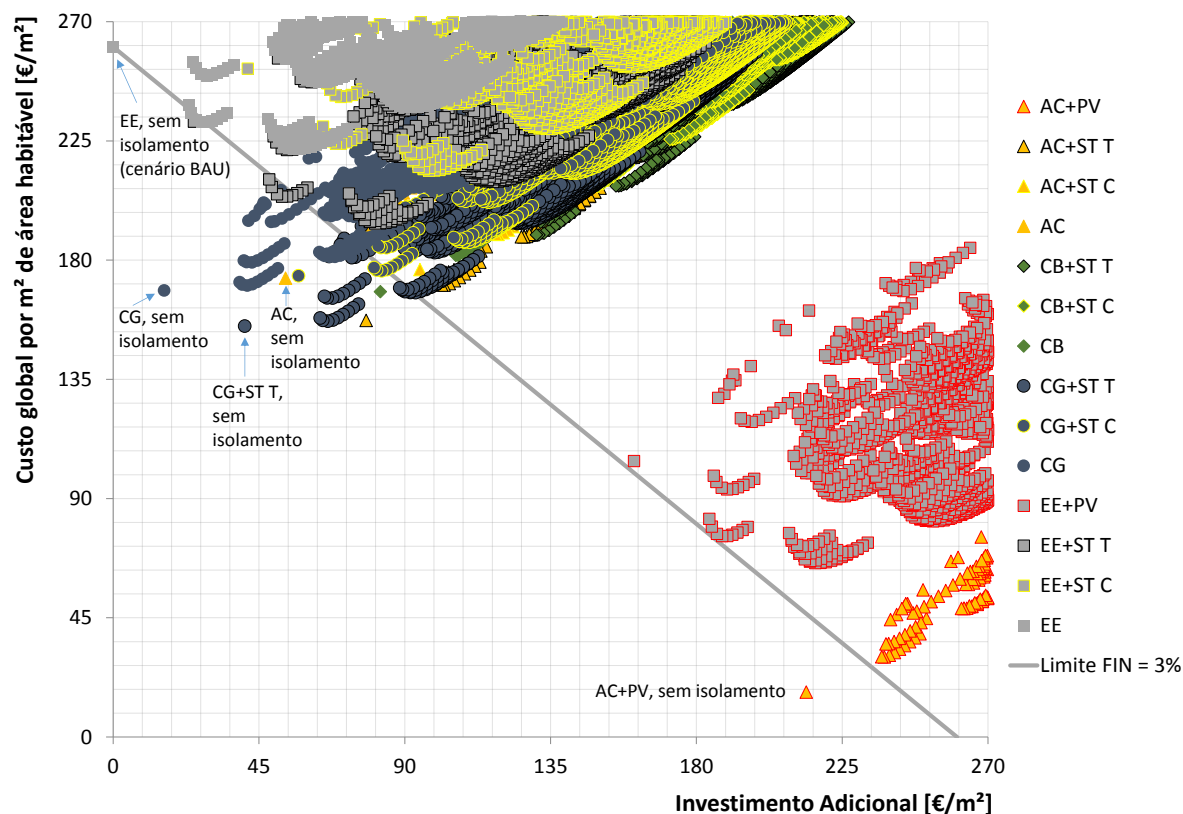 Custo global por m² de área habitável [€/m²]
270
225
180
135
90
45
0
0
45
90
135
180
225
270
Investimento Adicional [€/m²]
EE, sem
isolamento
(cenário BAU)
CG, sem
isolamento
AC,
sem
isolamento
CG+ST T,
sem
isolamento
AC+PV, sem isolamento
AC+PV
AC+ST T
AC+ST C
AC
CB+ST T
CB+ST C
CB
CG+ST T
CG+ST C
CG
EE+PV
EE+ST T
EE+ST C
EE
Limite FIN = 3%